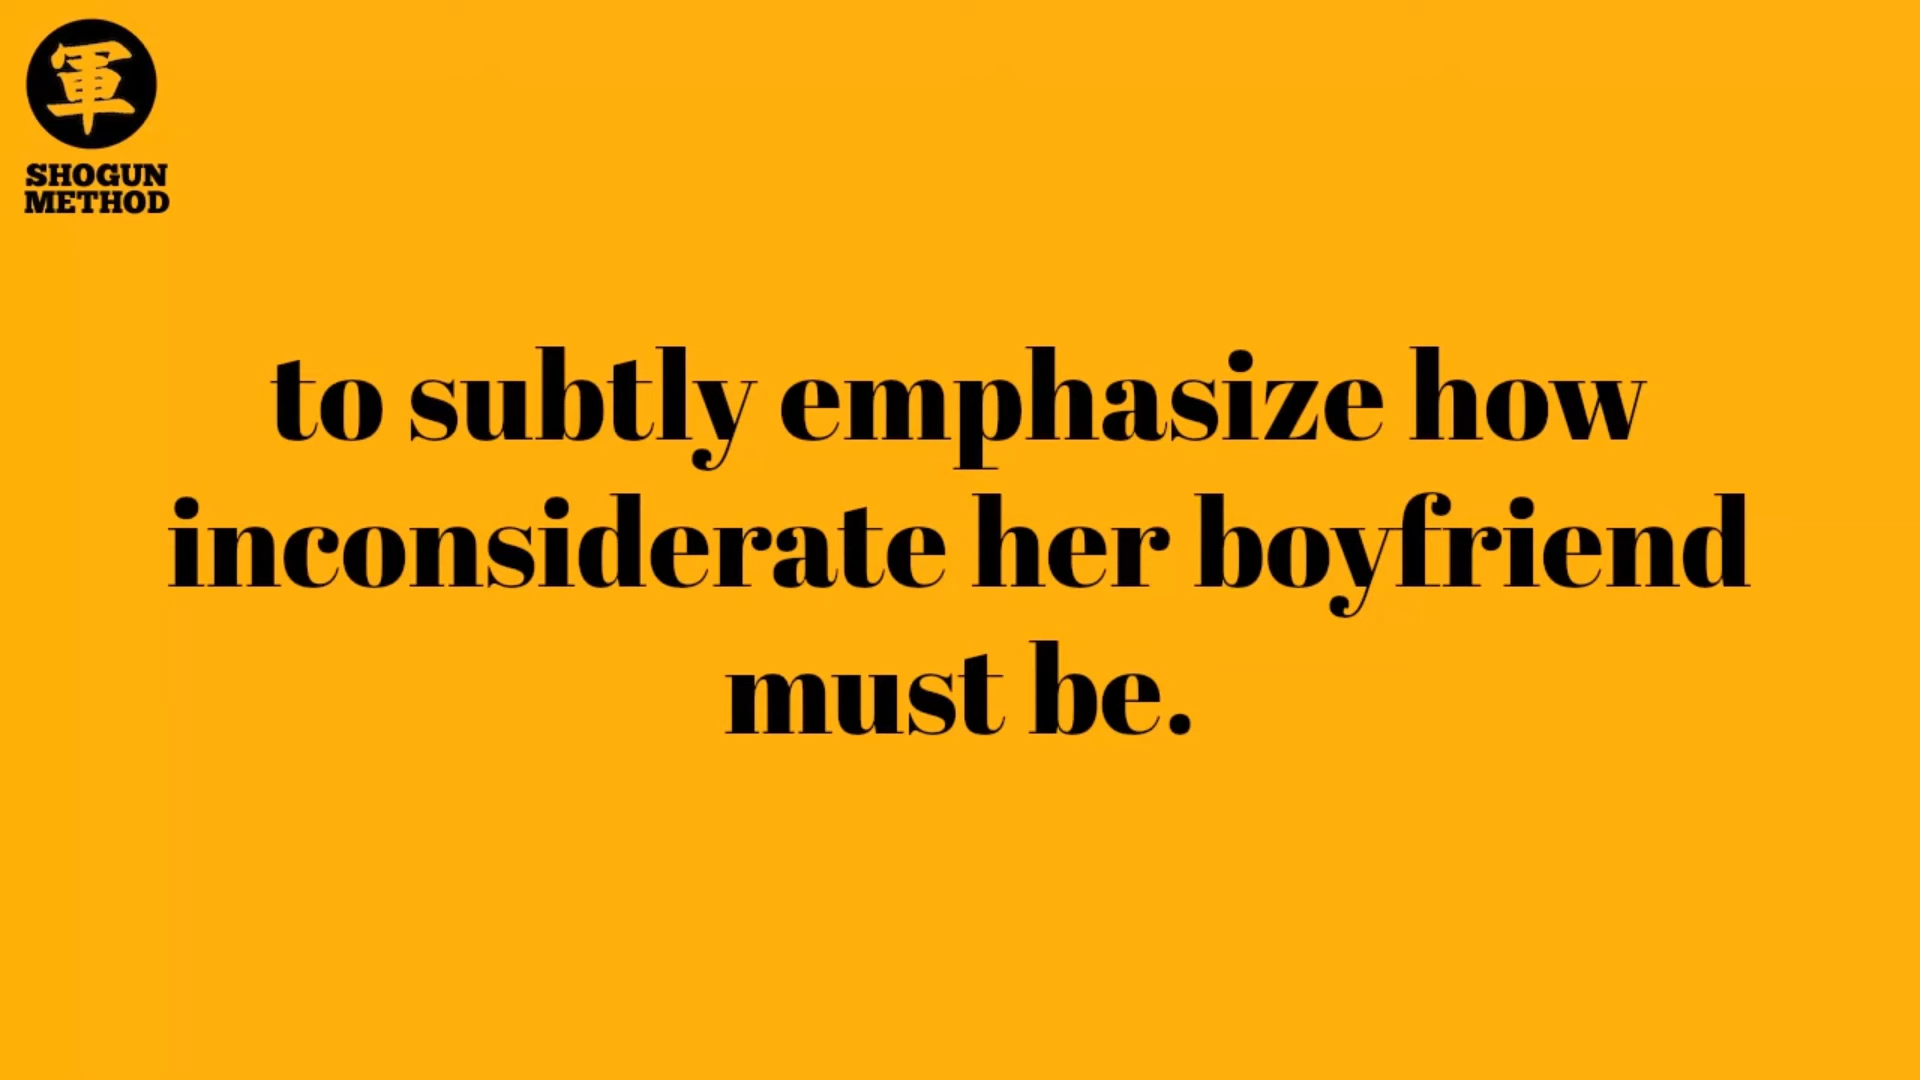 軍
SHOGUN
METHOD
to subtly emphasize how
inconsiderate her boyfriend
must be.